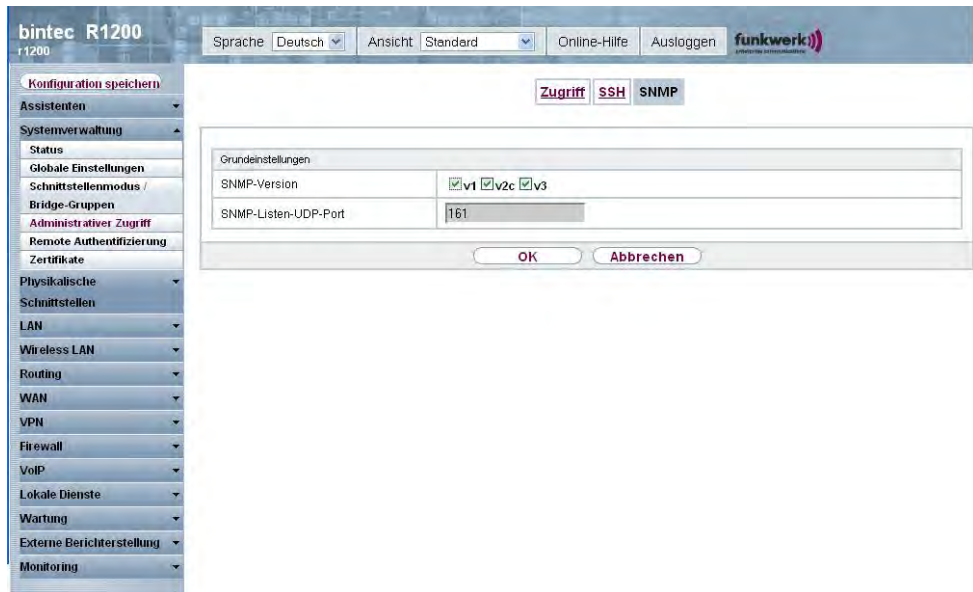 bintec R1200
r1200
Sprache Deutsch Ansicht Standard Online-Hilfe Ausloggen funkwerk
Konfiguration speichern
Assistenten
Systemverwaltung
Status
Globale Einstellungen
Schnittstellenmodus /
Bridge-Gruppen
Administrativer Zugriff
Remote Authentifizierung
Zertifikate
Physikalische
Schnittstellen
LAN
Wireless LAN
Routing
WAN
VPN
Firewall
VoIP
Lokale Dienste
Wartung
Externe Berichterstellung
Monitoring
Zugriff SSH SNMP
Grundeinstellungen
SNMP-Version v1 v2c v3
SNMP-Listen-UDP-Port 161
OK Abbrechen